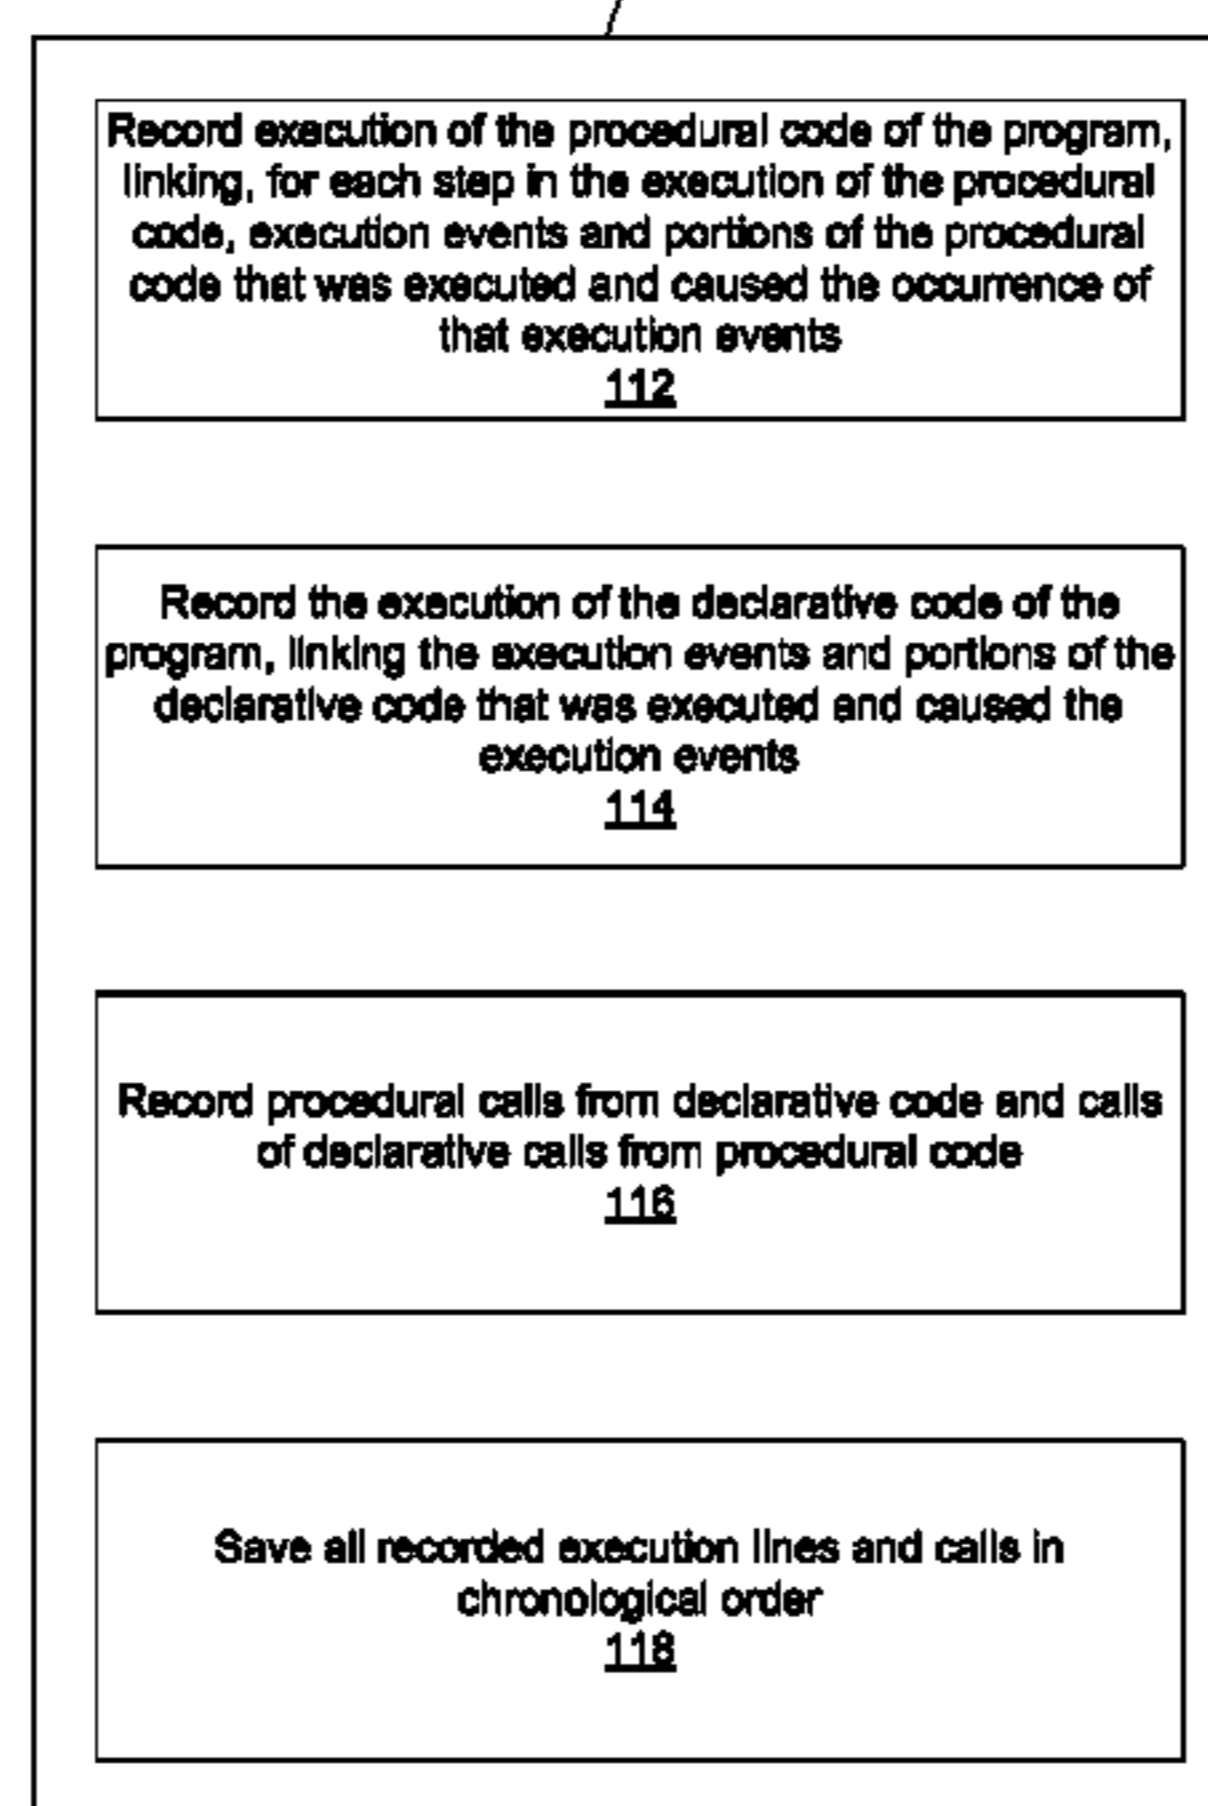 Record execution of the procedural code of the program,
linking, for each step in the execution of the procedural
code, execution events and portions of the procedural
code that was executed and caused the occurrence of
that execution events
112
Record the execution of the declarative code of the
program, linking the execution events and portions of the
declarative code that was executed and caused the
execution events
114
Record procedural calls from declarative code and calls
of declarative calls from procedural code
116
Save all recorded execution lines and calls in
chronological order
118